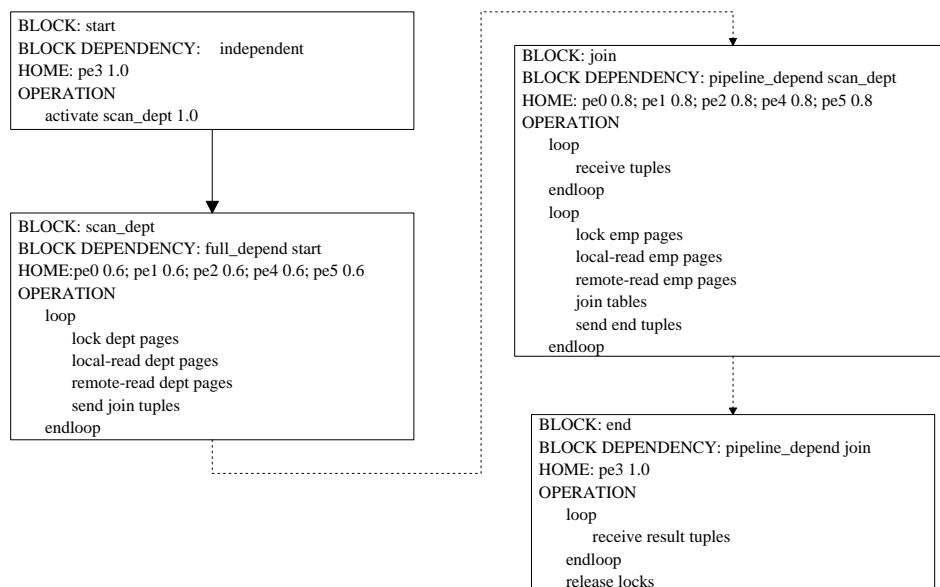 BLOCK: start
BLOCK DEPENDENCY: independent
HOME: pe3 1.0
OPERATION
activate scan_dept 1.0
BLOCK: scan_dept
BLOCK DEPENDENCY: full_depend start
HOME:pe0 0.6; pe1 0.6; pe2 0.6; pe4 0.6; pe5 0.6
OPERATION
loop
lock dept pages
local-read dept pages
remote-read dept pages
send join tuples
endloop
BLOCK: join
BLOCK DEPENDENCY: pipeline_depend scan_dept
HOME: pe0 0.8; pe1 0.8; pe2 0.8; pe4 0.8; pe5 0.8
OPERATION
loop
receive tuples
endloop
loop
lock emp pages
local-read emp pages
remote-read emp pages
join tables
send end tuples
endloop
BLOCK: end
BLOCK DEPENDENCY: pipeline_depend join
HOME: pe3 1.0
OPERATION
loop
receive result tuples
endloop
release locks